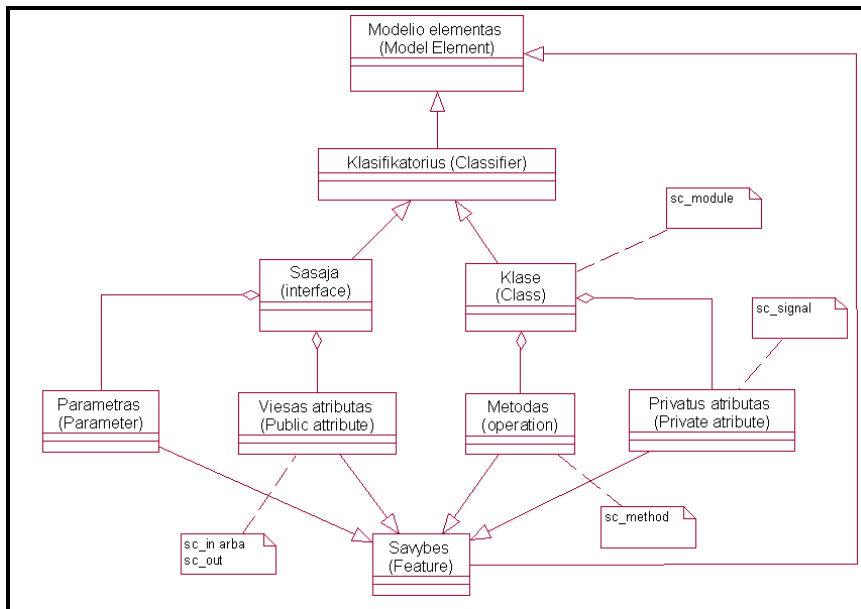 Modelio elementas
(Model Element)
Klasifikatorius (Classifier)
sc_module
Sasaja
(interface)
Klase
(Class)
sc_signal
Parametras
(Parameter)
Viesas atributas
(Public attribute)
Metodas
(operation)
Privatus atributas
(Private atribute)
sc_in arba
sc_out
Savybes
(Feature)
sc_method